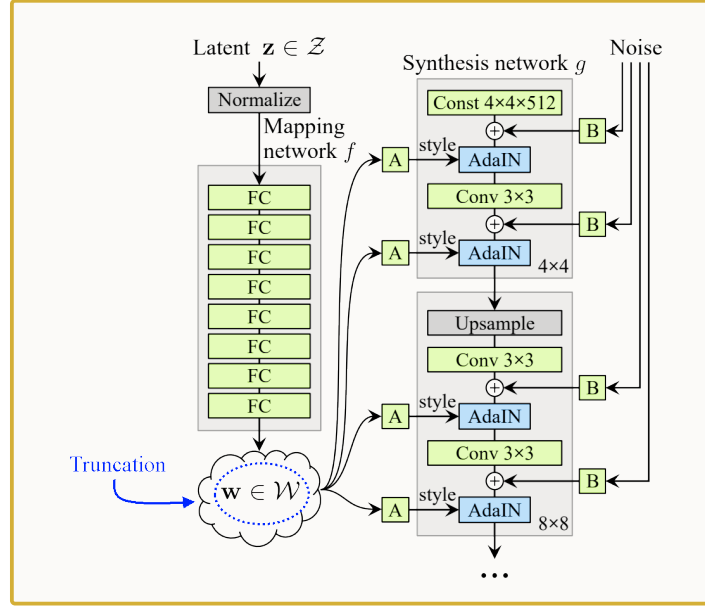 Latent z ∈ Z
Normalize
Mapping
network f
FC
FC
FC
FC
FC
FC
FC
FC
Truncation
w ∈ W
Synthesis network g
Noise
Const 4×4×512
B
A
style
AdaIN
Conv 3×3
B
A
style
AdaIN
4×4
Upsample
Conv 3×3
B
A
style
AdaIN
Conv 3×3
B
A
style
AdaIN
8×8
...